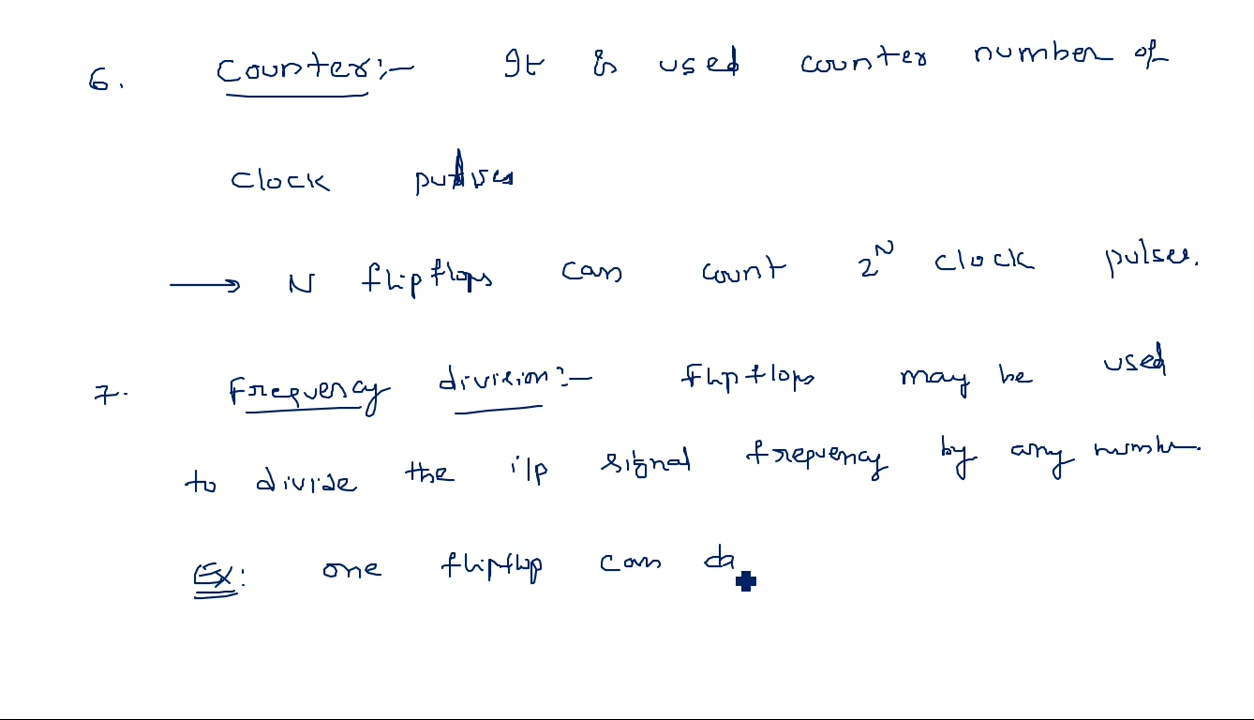 6. Counter:- It is used counter number of
clock pulses
→ N flipflops can count 2^N clock pulses.
7. Frequency division:- Flipflops may be used
to divide the i/p signal frequency by any number.
Ex: one flipflop can